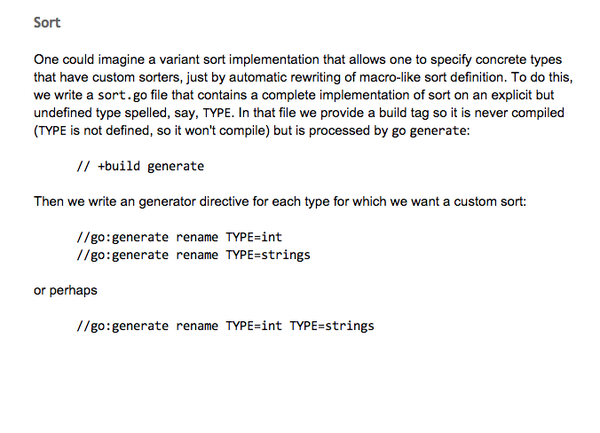 Sort
One could imagine a variant sort implementation that allows one to specify concrete types
that have custom sorters, just by automatic rewriting of macro-like sort definition. To do this,
we write a sort.go file that contains a complete implementation of sort on an explicit but
undefined type spelled, say, TYPE. In that file we provide a build tag so it is never compiled
(TYPE is not defined, so it won't compile) but is processed by go generate:
// +build generate
Then we write an generator directive for each type for which we want a custom sort:
//go:generate rename TYPE=int
//go:generate rename TYPE=strings
or perhaps
//go:generate rename TYPE=int TYPE=strings